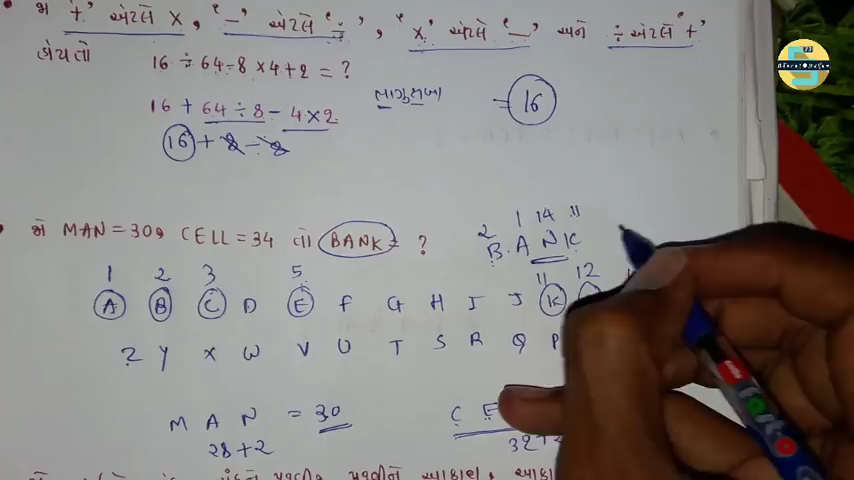 • જો '+' એટલે ×, '–' એટલે '÷', '×' એટલે '–' અને ÷ એટલે '+'
હોય તો
16 ÷ 64 - 8 × 4 + 2 = ?
16 + 64 ÷ 8 - 4 × 2 = 16
16 + 8 - 8
• જો MAN = 30, CELL = 34 તો BANK = ?
2 1 14 11
B A N K
1 2 3 5 11 12
A B C D E F G H I J K
Z Y X W V U T S R Q P
M A N = 30 C E
28+2 32+